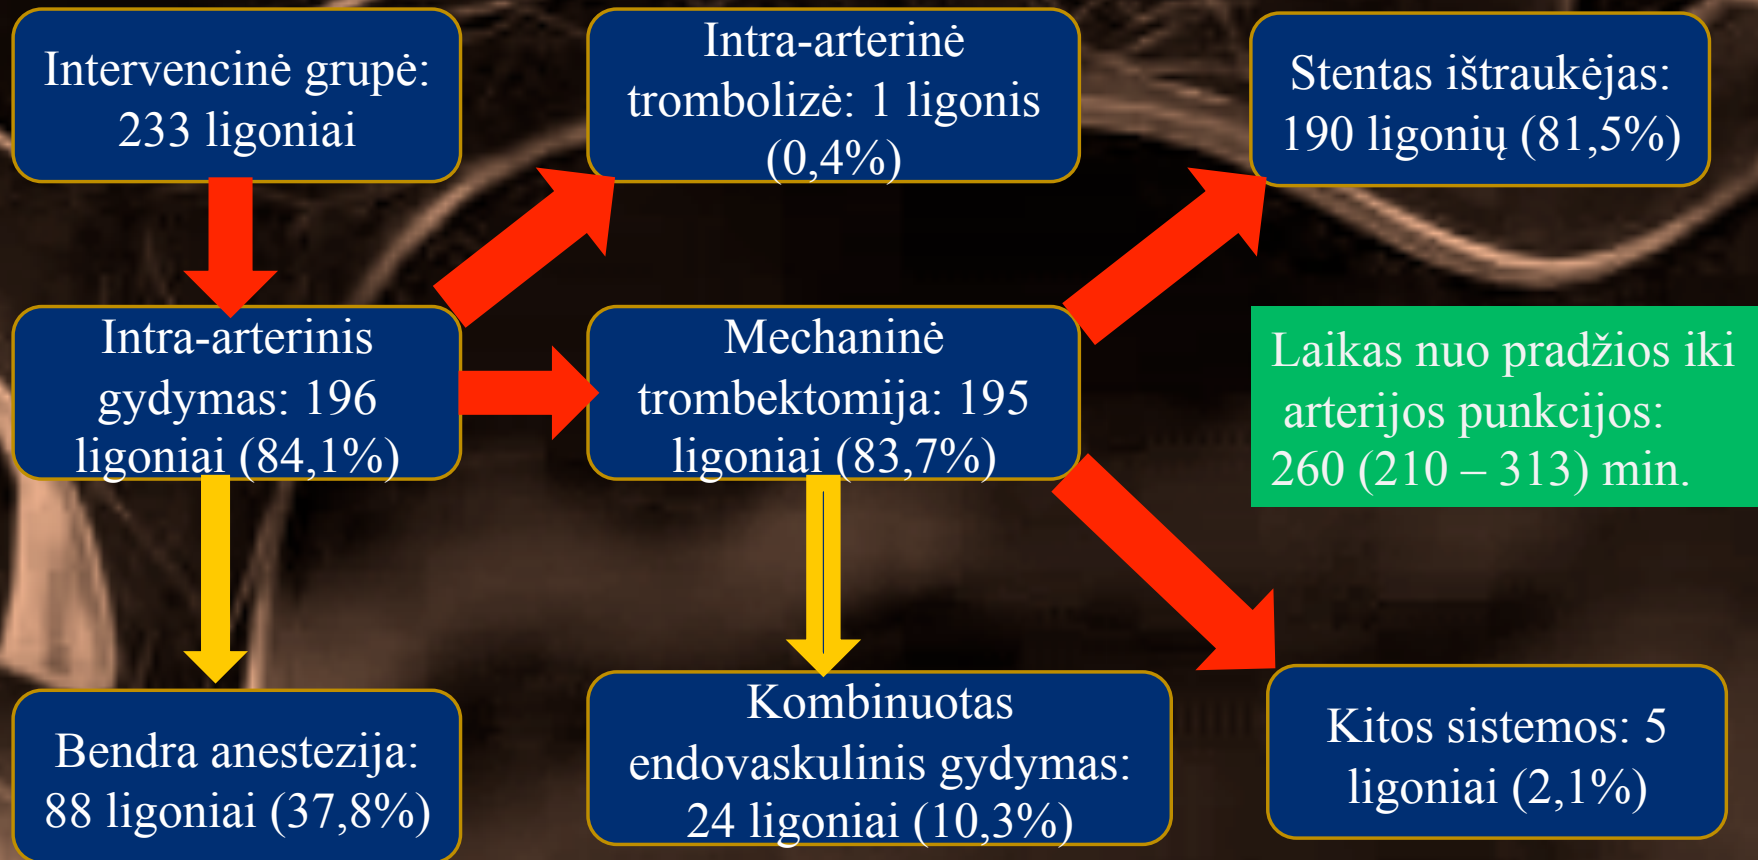 Intervencinė grupė:
233 ligoniai
Intra-arterinė
trombolizė: 1 ligonis
(0,4%)
Stentas ištraukėjas:
190 ligonių (81,5%)
Intra-arterinis
gydymas: 196
ligoniai (84,1%)
Mechaninė
trombektomija: 195
ligoniai (83,7%)
Laikas nuo pradžios iki
arterijos punkcijos:
260 (210 – 313) min.
Bendra anestezija:
88 ligoniai (37,8%)
Kombinuotas
endovaskulinis gydymas:
24 ligoniai (10,3%)
Kitos sistemos: 5
ligoniai (2,1%)